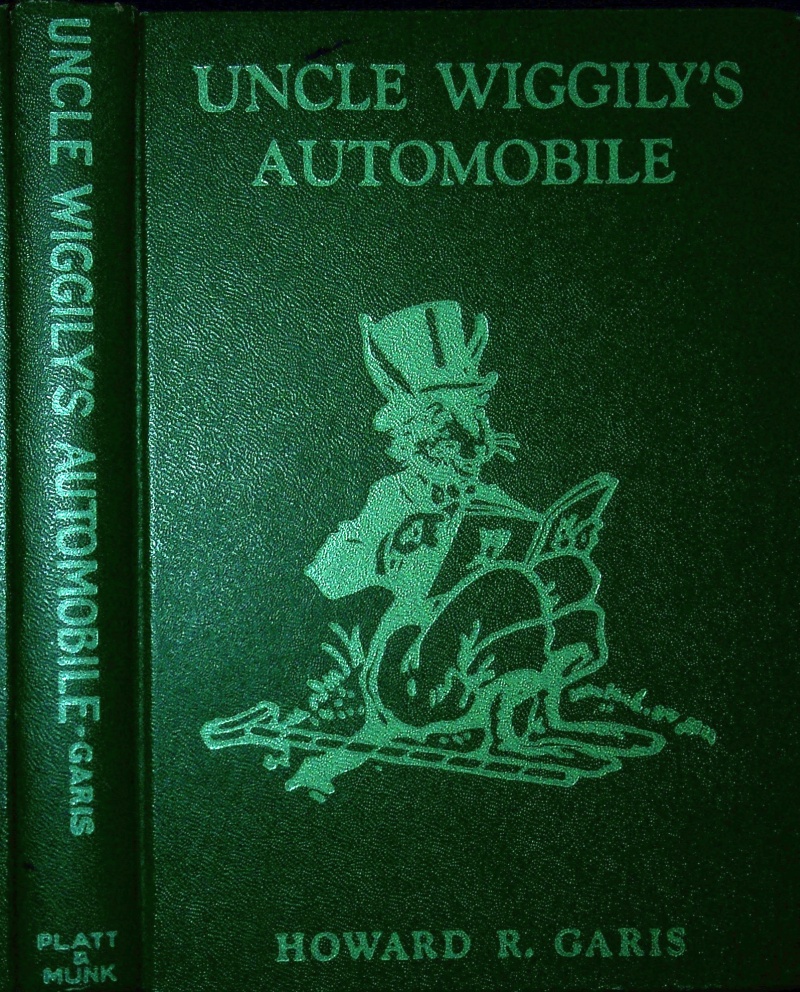 UNCLE WIGGILY'S AUTOMOBILE-GARIS
PLATT
&
MUNK
UNCLE WIGGILY'S
AUTOMOBILE
HOWARD R. GARIS